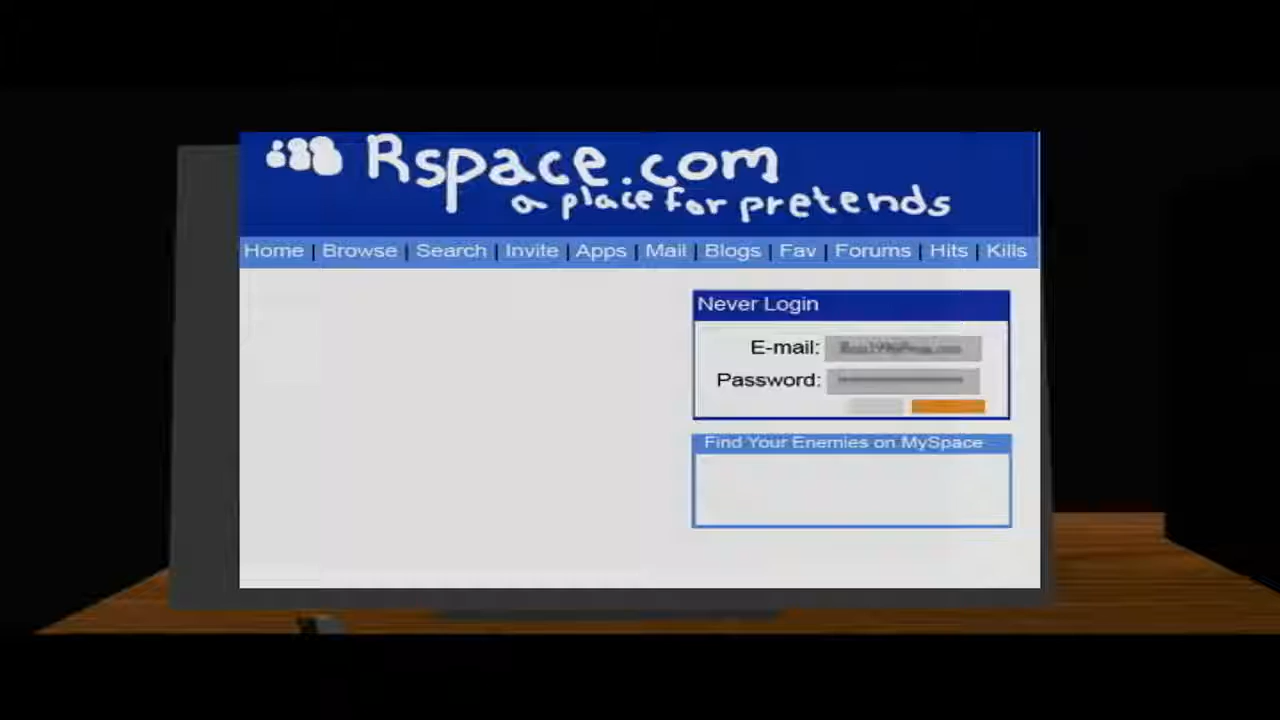 Rspace.com
a place for pretends
Home | Browse | Search | Invite | Apps | Mail | Blogs | Fav | Forums | Hits | Kills
Never Login
E-mail:
Password:
Find Your Enemies on MySpace